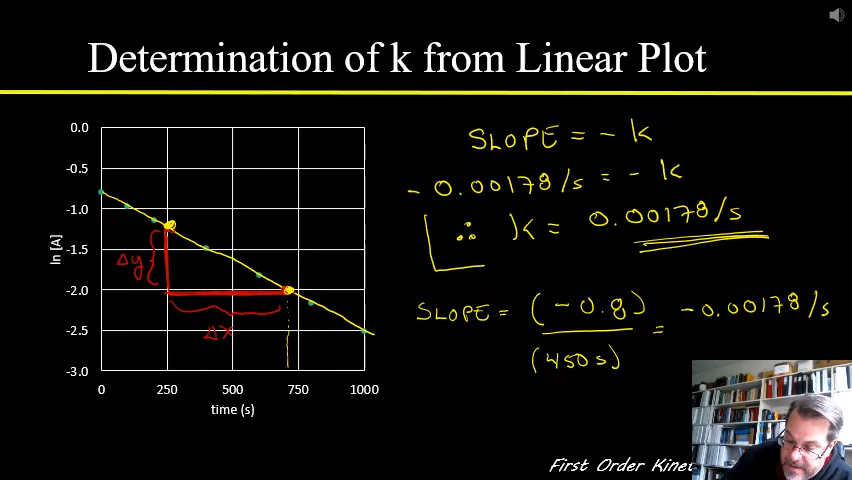 Determination of k from Linear Plot
SLOPE = - k
- 0.00178/s = - k
∴ k = 0.00178/s
SLOPE = (-0.8) / (450 s) = -0.00178/s
0.0
-0.5
-1.0
-1.5
-2.0
-2.5
-3.0
ln [A]
Δy
Δx
0 250 500 750 1000
time (s)
First Order Kine